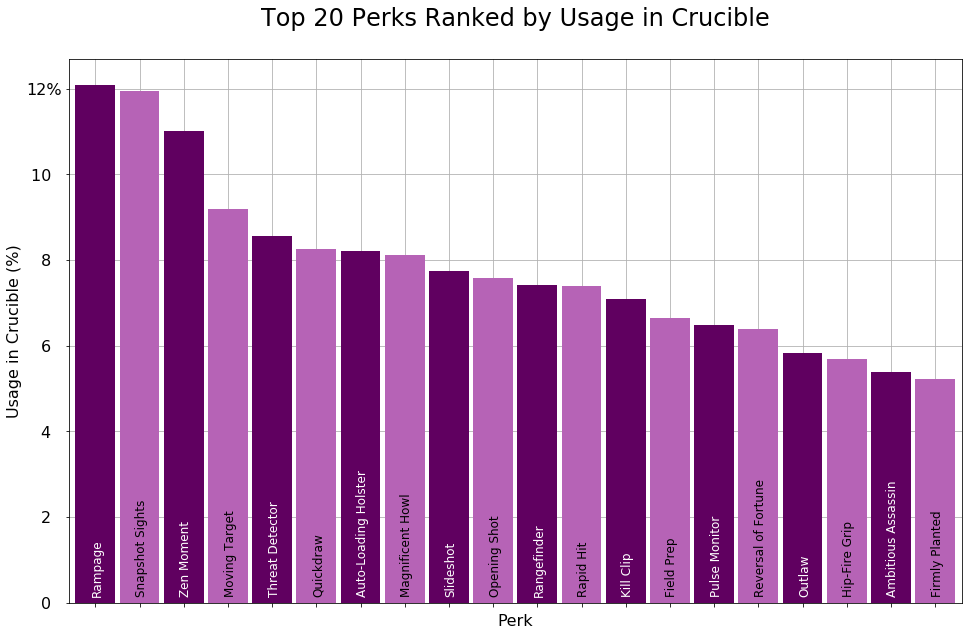 Top 20 Perks Ranked by Usage in Crucible
Usage in Crucible (%)
12%
10
8
6
4
2
0
Rampage
Snapshot Sights
Zen Moment
Moving Target
Threat Detector
Quickdraw
Auto-Loading Holster
Magnificent Howl
Slideshot
Opening Shot
Rangefinder
Rapid Hit
Kill Clip
Field Prep
Pulse Monitor
Reversal of Fortune
Outlaw
Hip-Fire Grip
Ambitious Assassin
Firmly Planted
Perk